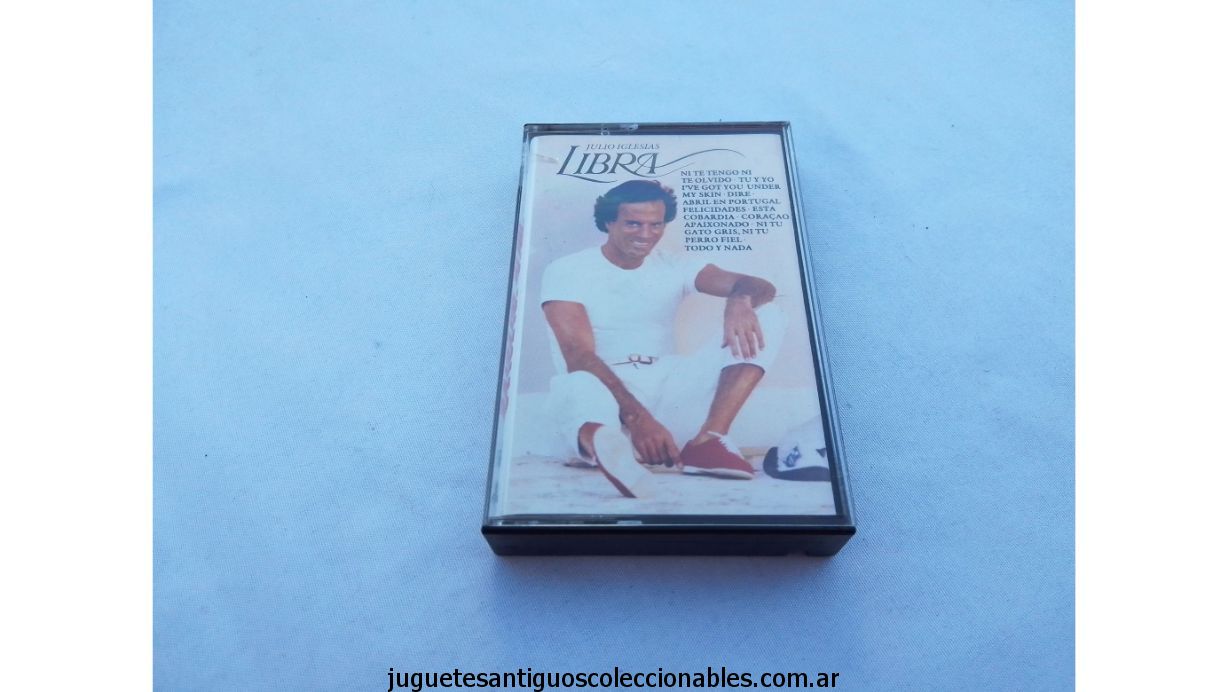 JULIO IGLESIAS
LIBRA
NI TE TENGO NI
TE OLVIDO · TU Y YO
I'VE GOT YOU UNDER
MY SKIN · DIRE ·
ABRIL EN PORTUGAL
FELICIDADES · ESTA
COBARDIA · CORAÇAO
APAIXONADO · NI TU
GATO GRIS, NI TU
PERRO FIEL ·
TODO Y NADA
juguetesantiguoscoleccionables.com.ar